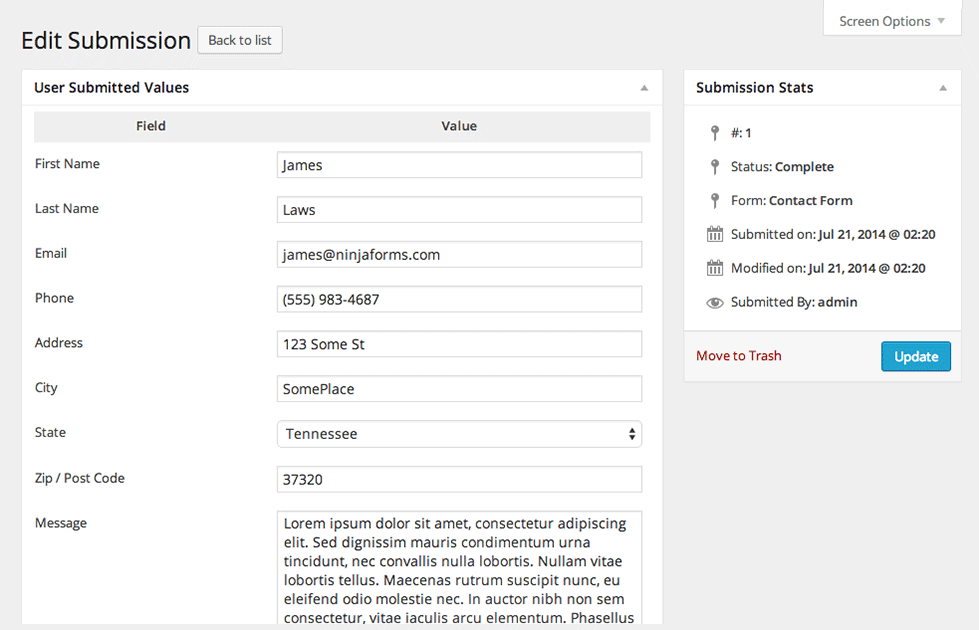 Screen Options
Edit Submission Back to list
User Submitted Values
Field Value
First Name James
Last Name Laws
Email james@ninjaforms.com
Phone (555) 983-4687
Address 123 Some St
City SomePlace
State Tennessee
Zip / Post Code 37320
Message Lorem ipsum dolor sit amet, consectetur adipiscing
elit. Sed dignissim mauris condimentum urna
tincidunt, nec convallis nulla lobortis. Nullam vitae
lobortis tellus. Maecenas rutrum suscipit nunc, eu
eleifend odio molestie nec. In auctor nibh non sem
consectetur, vitae iaculis arcu elementum. Phasellus
Submission Stats
#: 1
Status: Complete
Form: Contact Form
Submitted on: Jul 21, 2014 @ 02:20
Modified on: Jul 21, 2014 @ 02:20
Submitted By: admin
Move to Trash Update